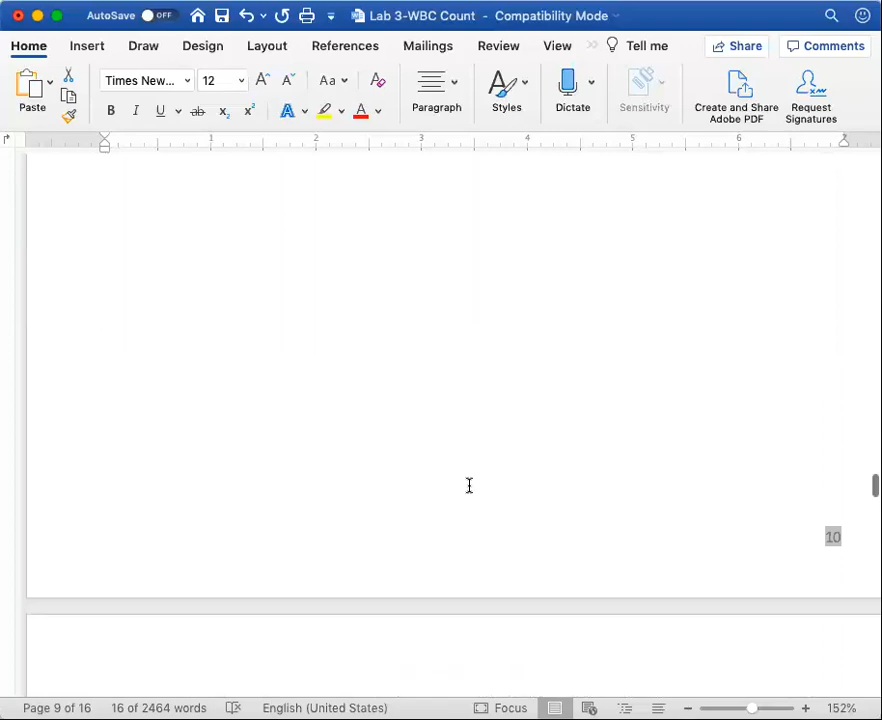 AutoSave OFF Lab 3-WBC Count - Compatibility Mode
Home Insert Draw Design Layout References Mailings Review View Tell me Share Comments
Times New... 12 Aa
Paste B I U ab x2 x2 A A Paragraph Styles Dictate Sensitivity Create and Share Adobe PDF Request Signatures
1 2 3 4 5 6 7
10
Page 9 of 16 16 of 2464 words English (United States) Focus 152%